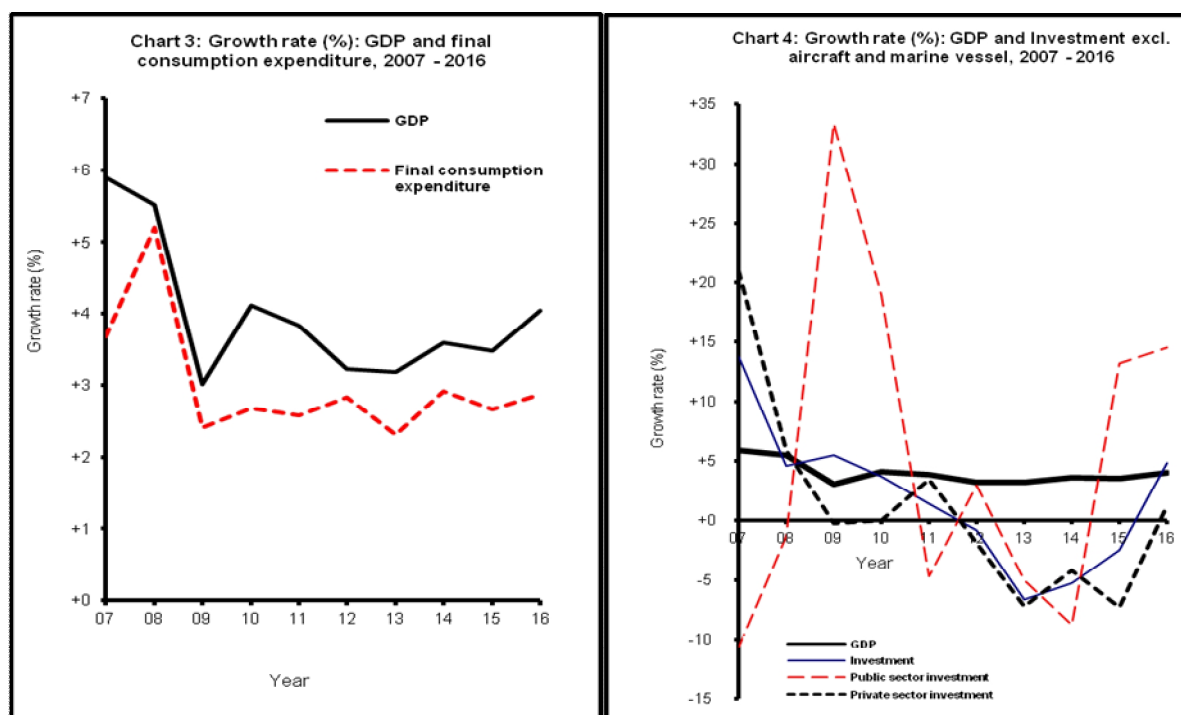 Chart 3: Growth rate (%): GDP and final
consumption expenditure, 2007 - 2016
+7
+6
+5
+4
+3
+2
+1
+0
Growth rate (%)
GDP
Final consumption
expenditure
07 08 09 10 11 12 13 14 15 16
Year
Chart 4: Growth rate (%): GDP and Investment excl.
aircraft and marine vessel, 2007 - 2016
+35
+30
+25
+20
+15
+10
+5
+0
-5
-10
-15
Growth rate (%)
07 08 09 10 11 12 13 14 15 16
Year
GDP
Investment
Public sector investment
Private sector investment